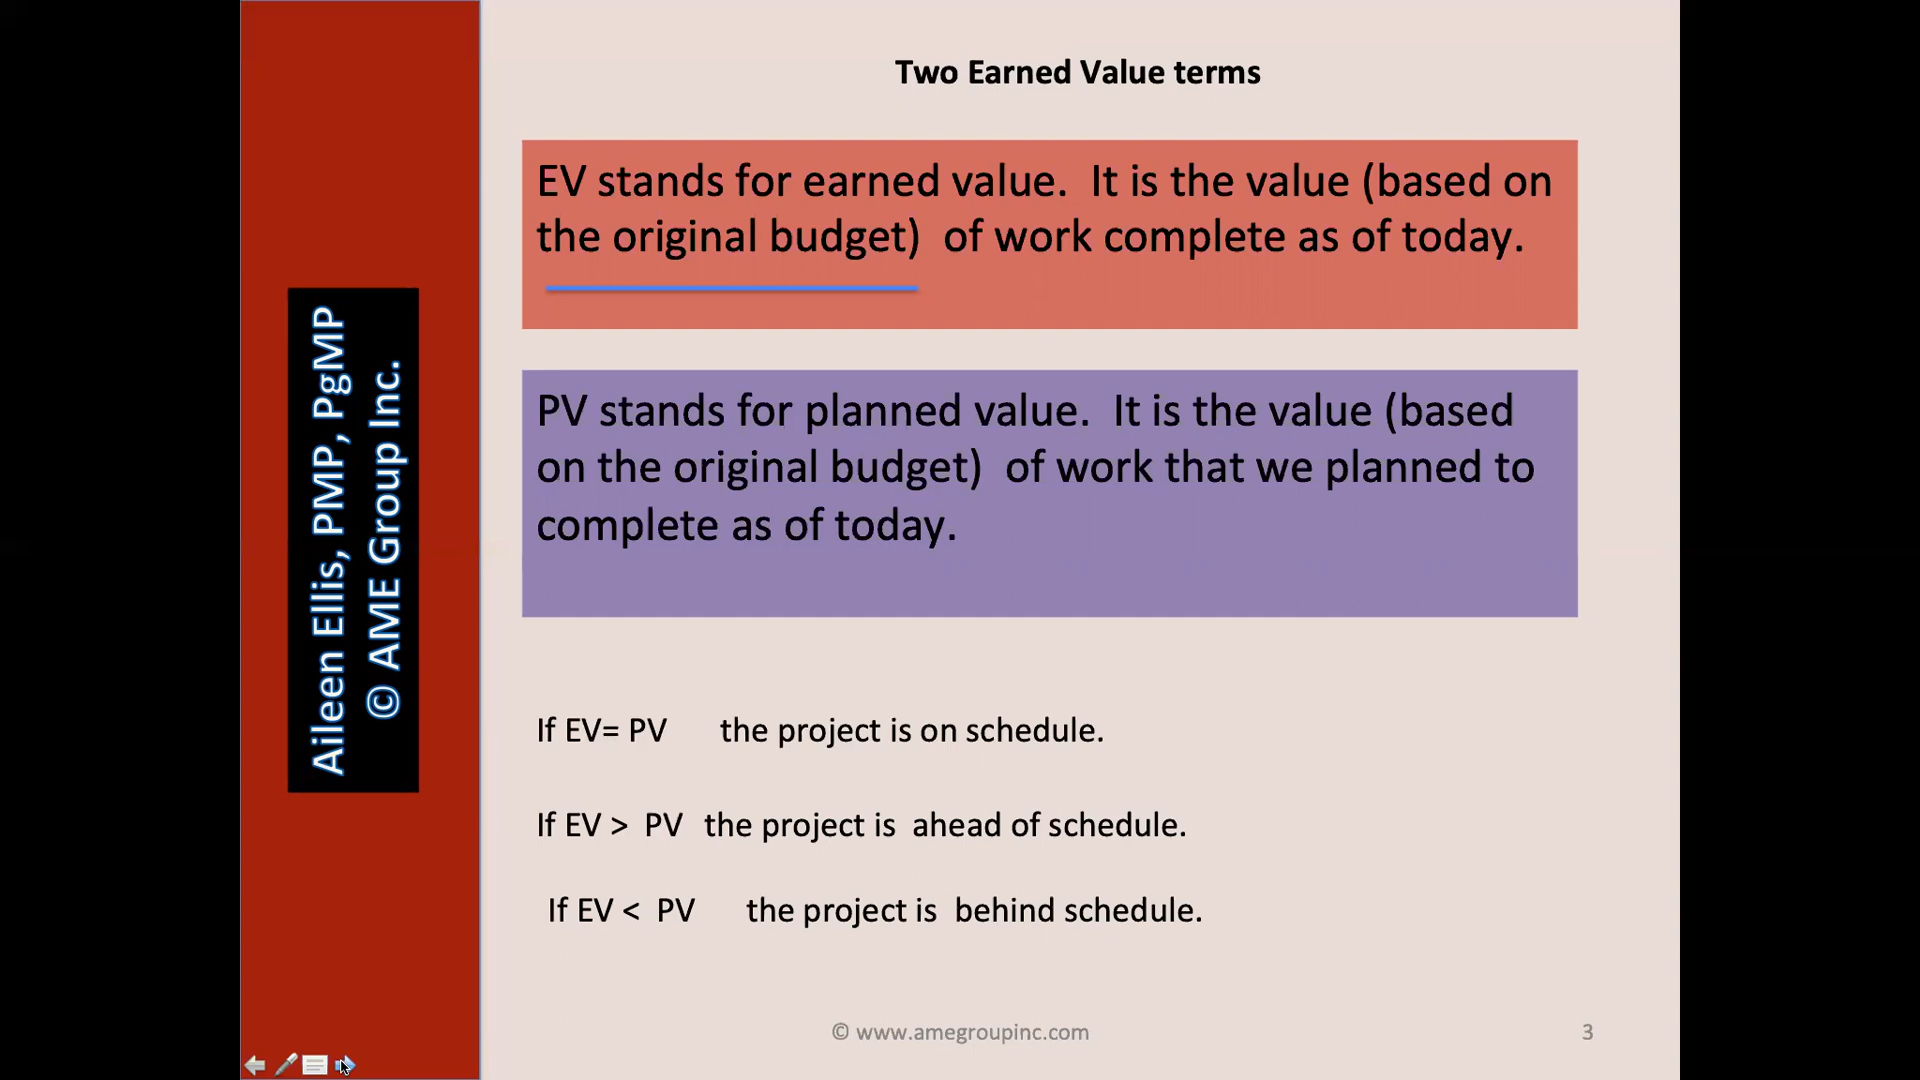 Two Earned Value terms
EV stands for earned value.  It is the value (based on
the original budget)  of work complete as of today.
PV stands for planned value.  It is the value (based
on the original budget)  of work that we planned to
complete as of today.
Aileen Ellis, PMP, PgMP
© AME Group Inc.
If EV= PV     the project is on schedule.
If EV >  PV  the project is  ahead of schedule.
If EV <  PV     the project is  behind schedule.
© www.amegroupinc.com
3